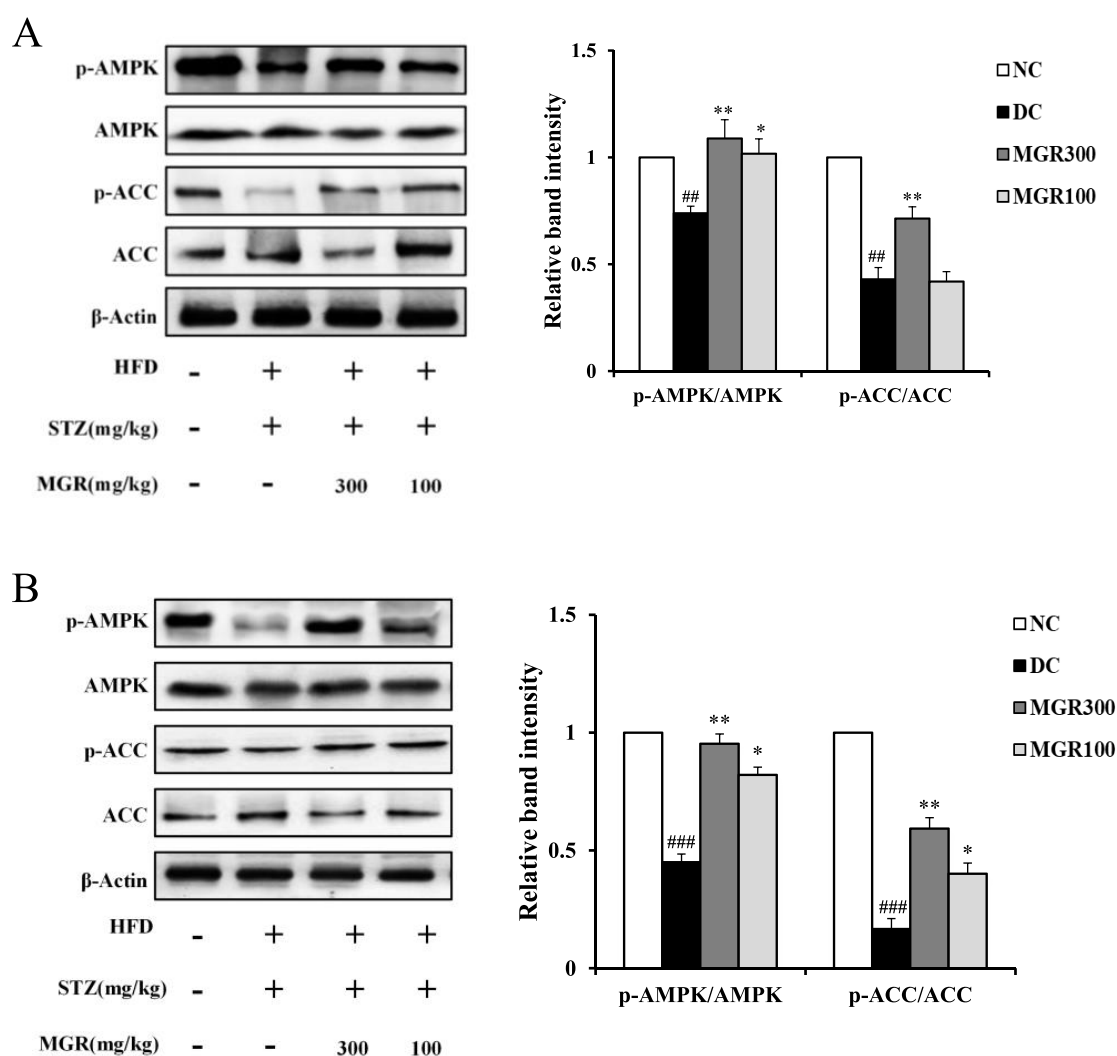 A
p-AMPK
AMPK
p-ACC
ACC
β-Actin
HFD - + + +
STZ(mg/kg) - + + +
MGR(mg/kg) - - 300 100
Relative band intensity
1.5
1
0.5
0
## ** *
## **
p-AMPK/AMPK p-ACC/ACC
NC
DC
MGR300
MGR100
B
p-AMPK
AMPK
p-ACC
ACC
β-Actin
HFD - + + +
STZ(mg/kg) - + + +
MGR(mg/kg) - - 300 100
Relative band intensity
1.5
1
0.5
0
### ** *
### ** *
p-AMPK/AMPK p-ACC/ACC
NC
DC
MGR300
MGR100